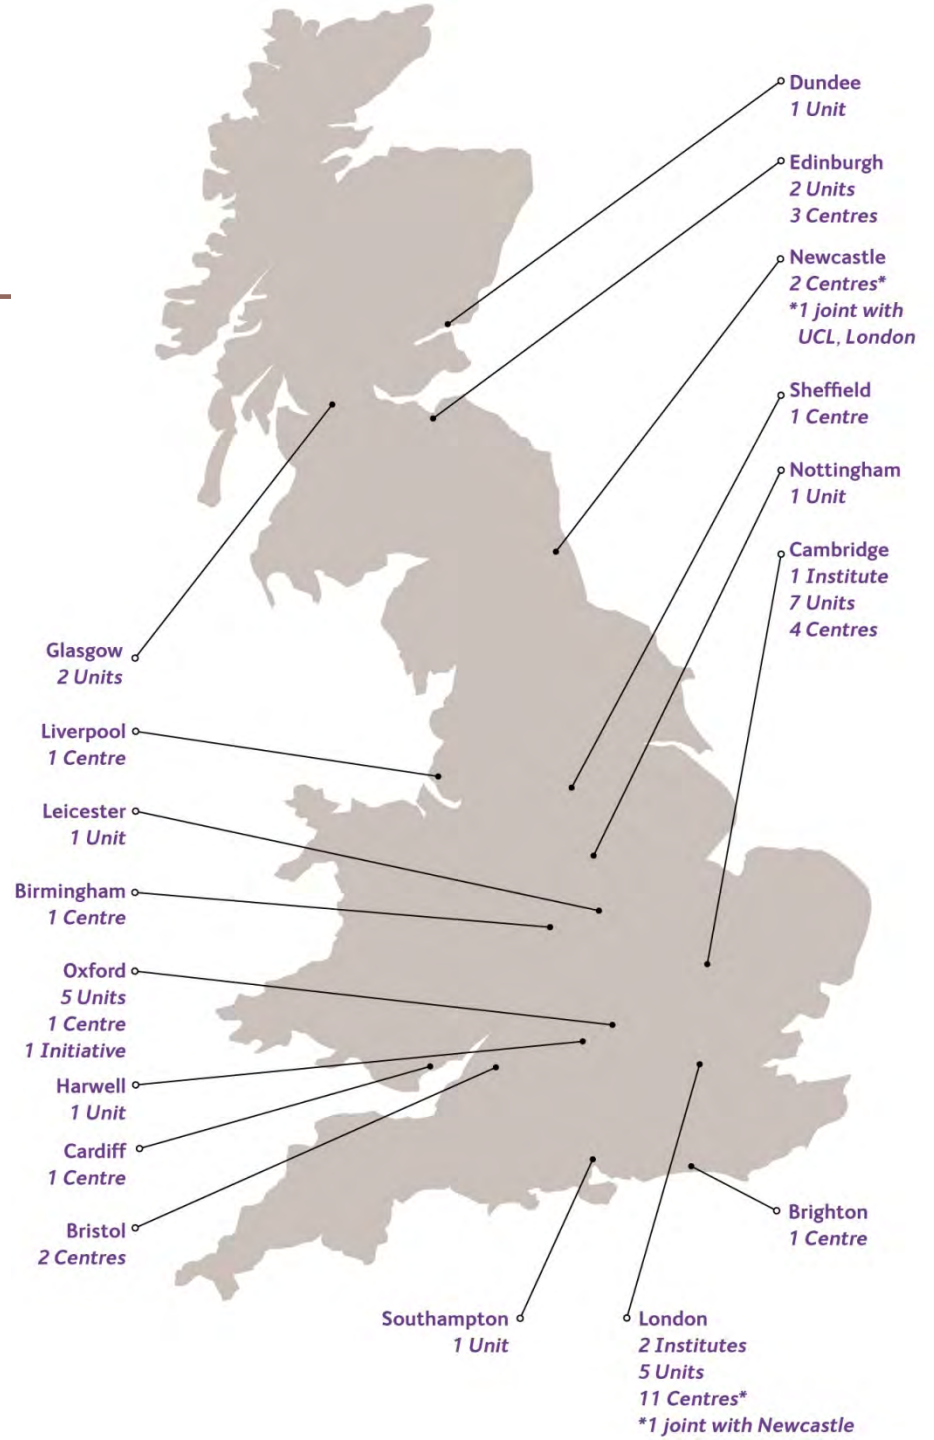 Dundee
1 Unit
Edinburgh
2 Units
3 Centres
Newcastle
2 Centres*
*1 joint with
UCL, London
Sheffield
1 Centre
Nottingham
1 Unit
Cambridge
1 Institute
7 Units
4 Centres
Glasgow
2 Units
Liverpool
1 Centre
Leicester
1 Unit
Birmingham
1 Centre
Oxford
5 Units
1 Centre
1 Initiative
Harwell
1 Unit
Cardiff
1 Centre
Bristol
2 Centres
Brighton
1 Centre
Southampton
1 Unit
London
2 Institutes
5 Units
11 Centres*
*1 joint with Newcastle